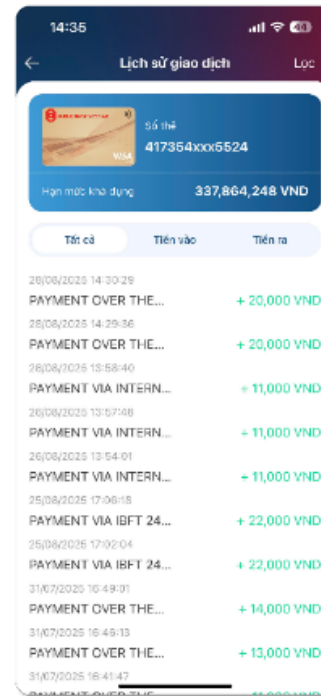 14:35
44
Lịch sử giao dịch
Lọc
VISA
Số thẻ
417354xxx5524
Hạn mức khả dụng
337,864,248 VND
Tất cả
Tiền vào
Tiền ra
28/08/2025 14:30:29
PAYMENT OVER THE... + 20,000 VND
28/08/2025 14:29:36
PAYMENT OVER THE... + 20,000 VND
26/08/2025 13:58:40
PAYMENT VIA INTERN... + 11,000 VND
26/08/2025 13:57:48
PAYMENT VIA INTERN... + 11,000 VND
26/08/2025 13:54:01
PAYMENT VIA INTERN... + 11,000 VND
25/08/2025 17:06:18
PAYMENT VIA IBFT 24... + 22,000 VND
25/08/2025 17:02:04
PAYMENT VIA IBFT 24... + 22,000 VND
31/07/2025 16:49:01
PAYMENT OVER THE... + 14,000 VND
31/07/2025 16:46:13
PAYMENT OVER THE... + 13,000 VND
31/07/2025 16:41:47